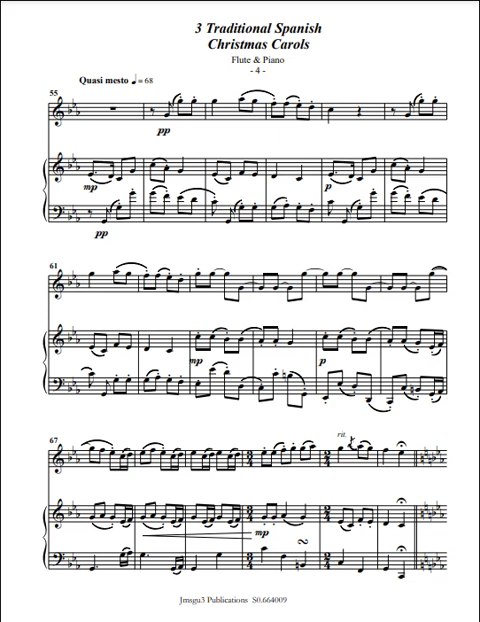 3 Traditional Spanish
Christmas Carols
Flute & Piano
- 4 -
Quasi mesto ♩ = 68
55
pp
mp
p
pp
61
mp
p
67
rit.
mp
Jmsgu3 Publications S0.664009